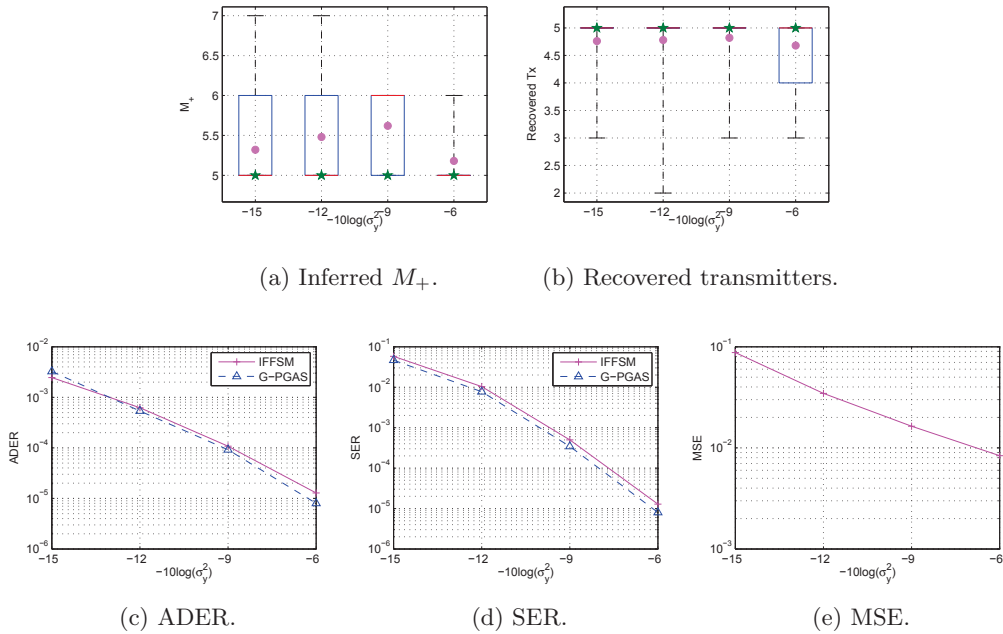 7
6.5
6
5.5
5
M+
−15 −12 −9 −6
−10log(σy2)
5
4.5
4
3.5
3
2.5
2
Recovered Tx
−15 −12 −9 −6
−10log(σy2)
(a) Inferred M+. (b) Recovered transmitters.
10−2
10−3
10−4
10−5
10−6
ADER
IFFSM
G−PGAS
−15 −12 −9 −6
−10log(σy2)
10−1
10−2
10−3
10−4
10−5
10−6
SER
IFFSM
G−PGAS
−15 −12 −9 −6
−10log(σy2)
10−1
10−2
10−3
MSE
−15 −12 −9 −6
−10log(σy2)
(c) ADER. (d) SER. (e) MSE.